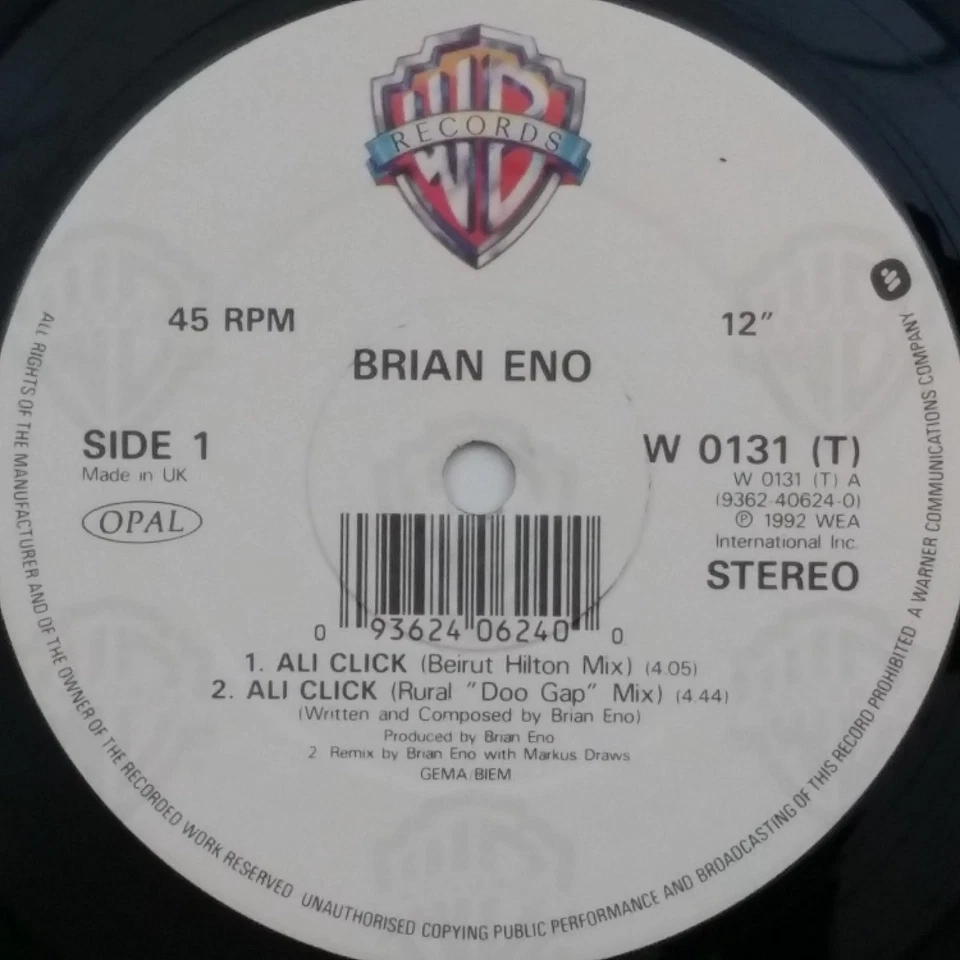 WB
RECORDS
45 RPM
12"
BRIAN ENO
SIDE 1
Made in UK
OPAL
W 0131 (T)
W 0131 (T) A
(9362-40624-0)
℗ 1992 WEA
International Inc.
STEREO
0 93624 06240 0
1. ALI CLICK (Beirut Hilton Mix) (4.05)
2. ALI CLICK (Rural "Doo Gap" Mix) (4.44)
(Written and Composed by Brian Eno)
Produced by Brian Eno
2 Remix by Brian Eno with Markus Draws
GEMA/BIEM
ALL RIGHTS OF THE MANUFACTURER AND OF THE OWNER OF THE RECORDED WORK RESERVED UNAUTHORISED COPYING PUBLIC PERFORMANCE AND BROADCASTING OF THIS RECORD PROHIBITED A WARNER COMMUNICATIONS COMPANY